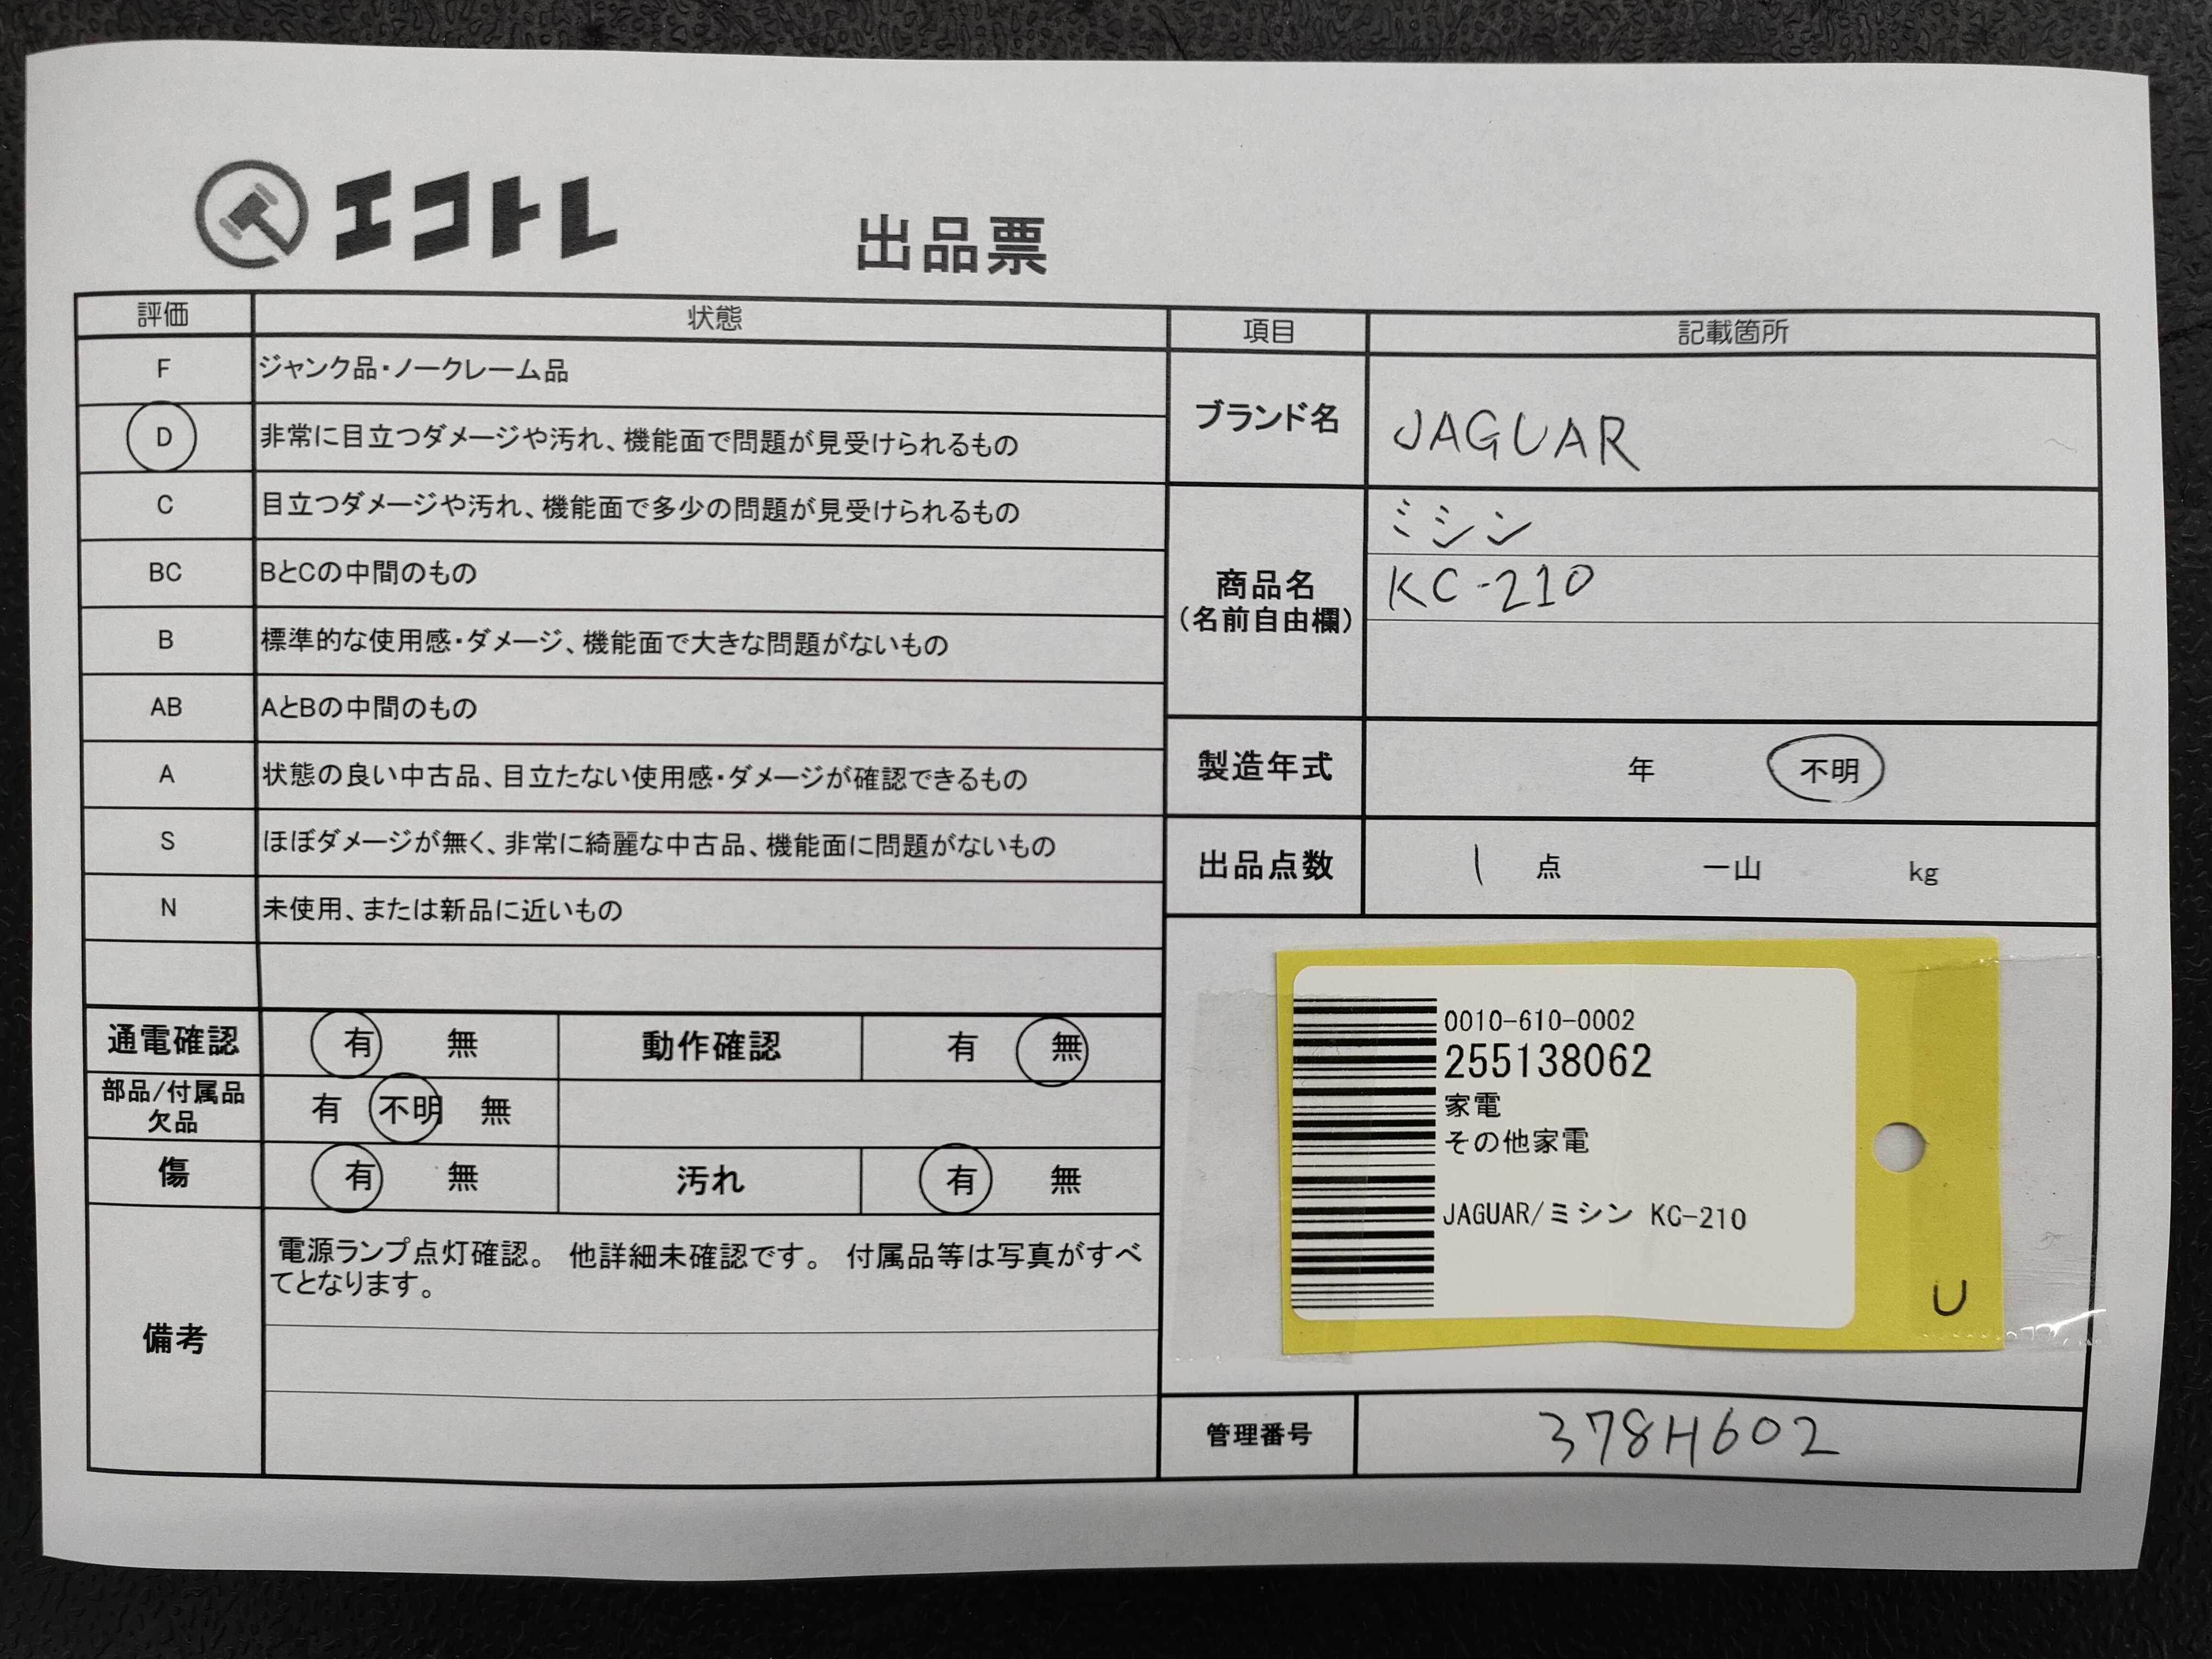 エコトレ
出品票
評価 状態
F ジャンク品・ノークレーム品
D 非常に目立つダメージや汚れ、機能面で問題が見受けられるもの
C 目立つダメージや汚れ、機能面で多少の問題が見受けられるもの
BC BとCの中間のもの
B 標準的な使用感・ダメージ、機能面で大きな問題がないもの
AB AとBの中間のもの
A 状態の良い中古品、目立たない使用感・ダメージが確認できるもの
S ほぼダメージが無く、非常に綺麗な中古品、機能面に問題がないもの
N 未使用、または新品に近いもの
通電確認 有 無 動作確認 有 無
部品/付属品
欠品 有 不明 無
傷 有 無 汚れ 有 無
備考
電源ランプ点灯確認。 他詳細未確認です。 付属品等は写真がすべ
てとなります。
項目 記載箇所
ブランド名 JAGUAR
商品名
(名前自由欄)
ミシン
KC-210
製造年式 年 不明
出品点数 1 点 一山 kg
0010-610-0002
255138062
家電
その他家電
JAGUAR/ミシン KC-210
U
管理番号 378H602